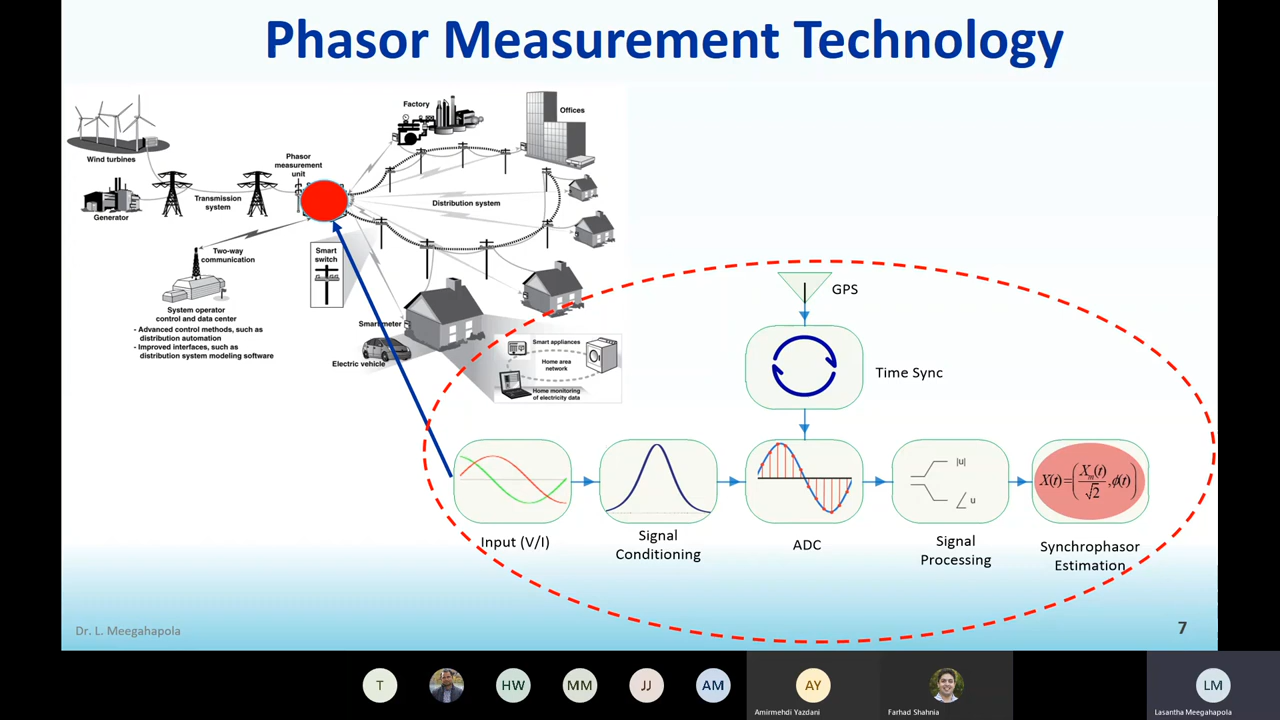 Phasor Measurement Technology
Wind turbines
Generator
Transmission
system
Phasor
measurement
unit
Factory
Offices
Distribution system
Two-way
communication
Smart
switch
System operator
control and data center
- Advanced control methods, such as
distribution automation
- Improved interfaces, such as
distribution system modeling software
Smart meter
Electric vehicle
Smart appliances
Home area
network
Home monitoring
of electricity data
GPS
Time Sync
Input (V/I)
Signal
Conditioning
ADC
|u|
∠ u
Signal
Processing
X(t)=(Xm(t)/√2,ϕ(t))
Synchrophasor
Estimation
Dr. L. Meegahapola
7
T
HW
MM
JJ
AM
AY
Amirmehdi Yazdani
Farhad Shahnia
LM
Lasantha Meegahapola